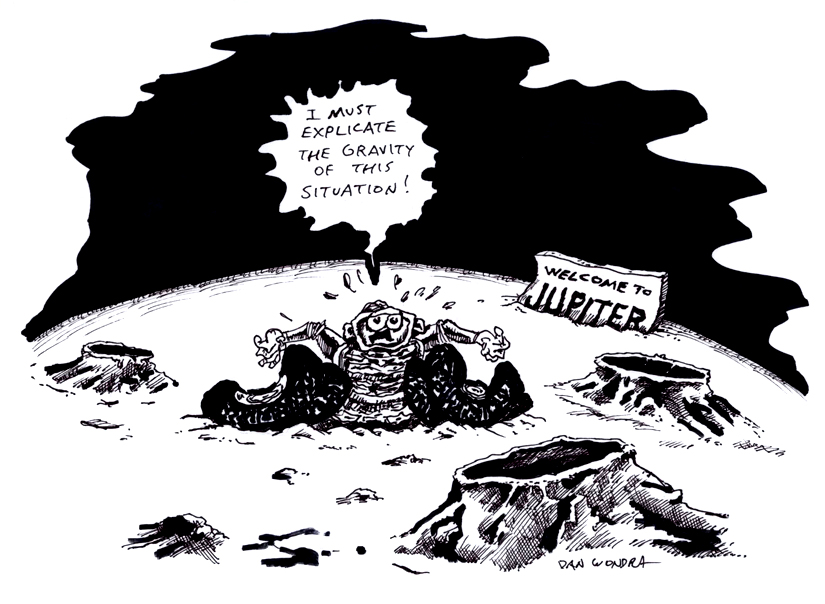 I MUST
EXPLICATE
THE GRAVITY
OF THIS
SITUATION!
WELCOME TO
JUPITER
DAN WONDRA